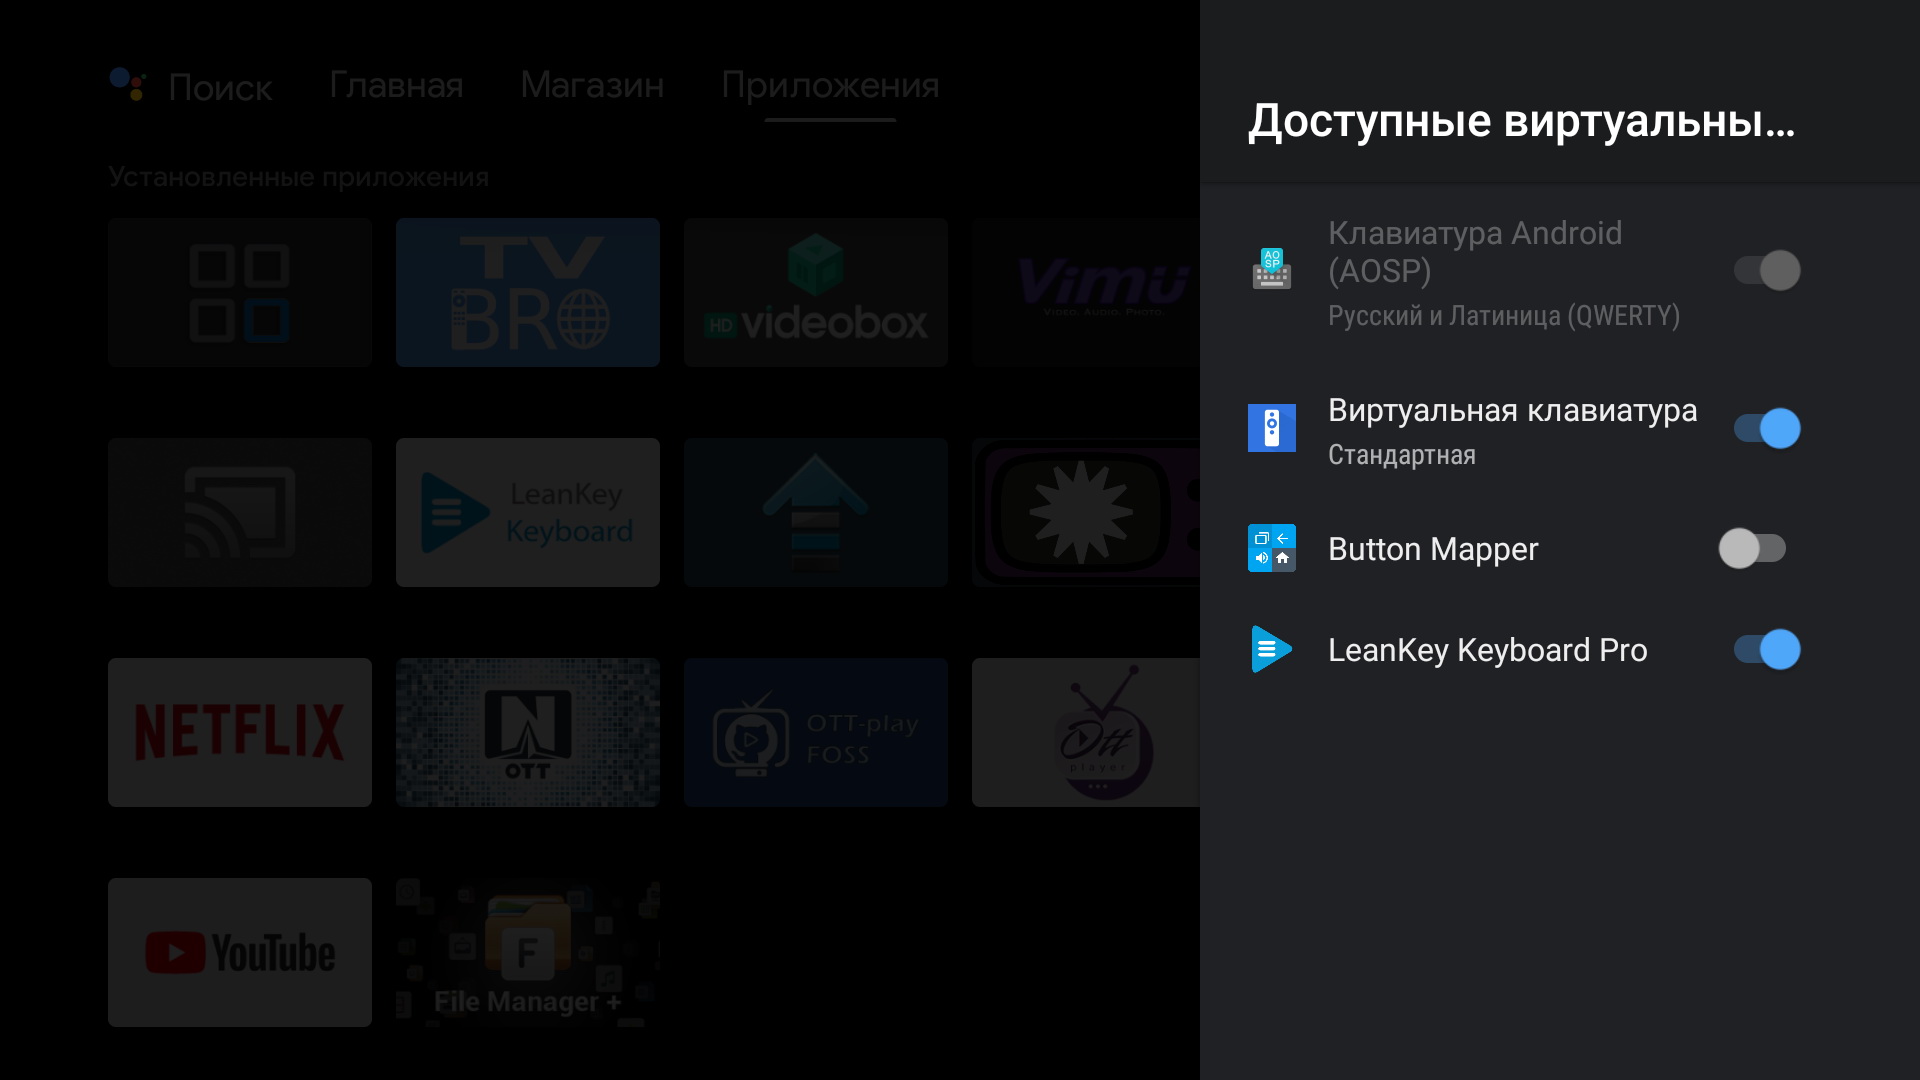 Поиск
Главная
Магазин
Приложения
Установленные приложения
TV
BRO
HD videobox
Vimu
VIDEO. AUDIO. PHOTO.
LeanKey
Keyboard
NETFLIX
N
OTT
OTT-play
FOSS
Ott
player
YouTube
F
File Manager +
Доступные виртуальны...
AO
SP
Клавиатура Android
(AOSP)
Русский и Латиница (QWERTY)
Виртуальная клавиатура
Стандартная
Button Mapper
LeanKey Keyboard Pro